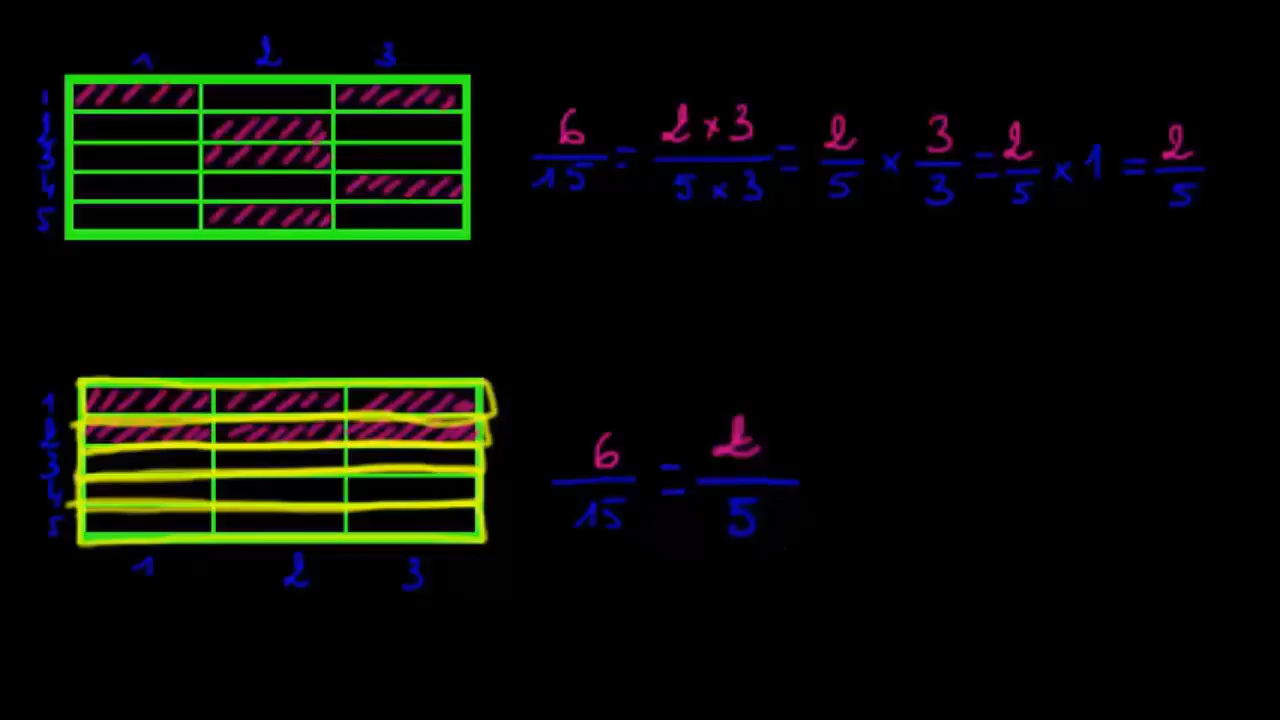 1 2 3
1
2
3
4
5
6/15 = 2 × 3/5 × 3 = 2/5 × 3/3 = 2/5 × 1 = 2/5
1
2
3
4
5
1 2 3
6/15 = 2/5